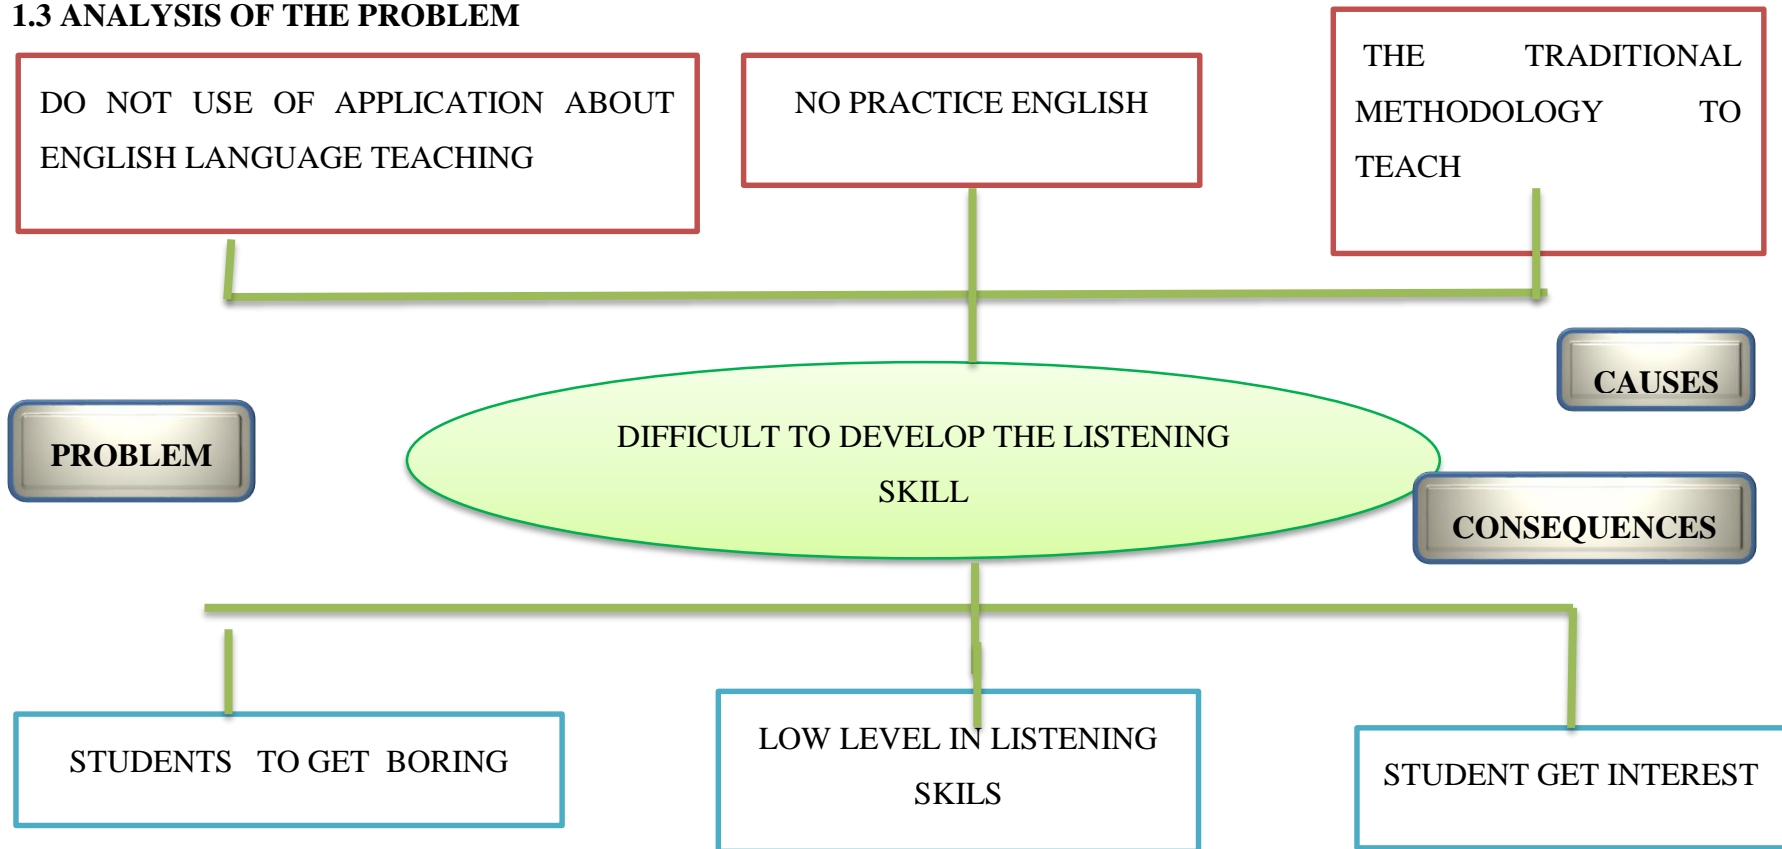 1.3 ANALYSIS OF THE PROBLEM
DO NOT USE OF APPLICATION ABOUT
ENGLISH LANGUAGE TEACHING
NO PRACTICE ENGLISH
THE TRADITIONAL
METHODOLOGY TO
TEACH
CAUSES
PROBLEM
DIFFICULT TO DEVELOP THE LISTENING
SKILL
CONSEQUENCES
STUDENTS TO GET BORING
LOW LEVEL IN LISTENING
SKILS
STUDENT GET INTEREST